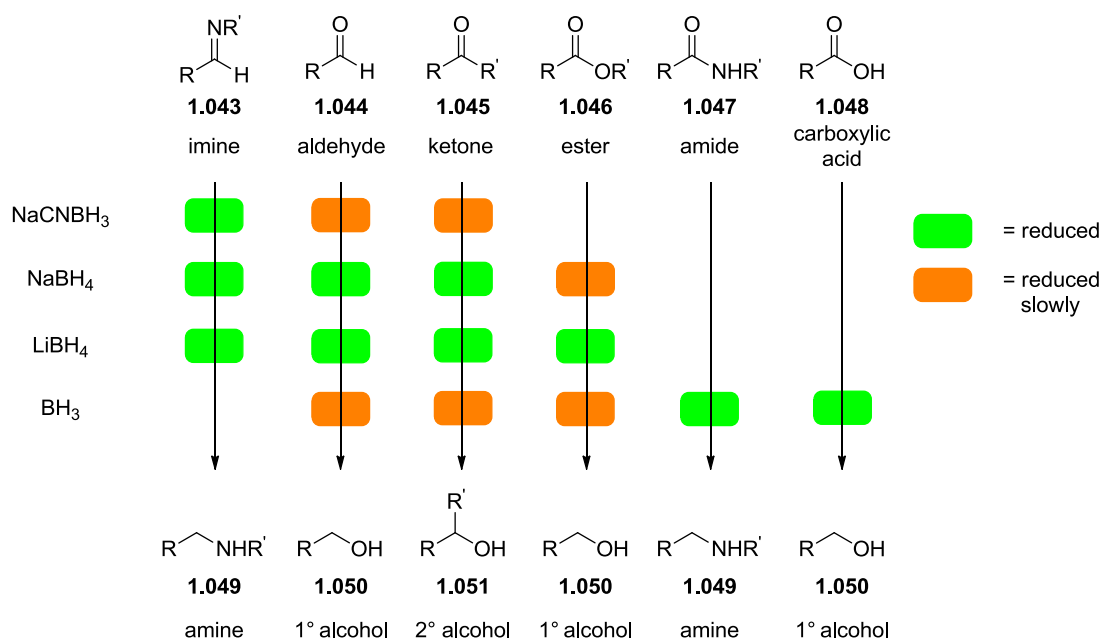 NR' O O O O O
R H R H R R' R OR' R NHR' R OH
1.043 1.044 1.045 1.046 1.047 1.048
imine aldehyde ketone ester amide carboxylic
acid
NaCNBH3
= reduced
NaBH4
= reduced
slowly
LiBH4
BH3
R'
R NHR' R OH R OH R OH R NHR' R OH
1.049 1.050 1.051 1.050 1.049 1.050
amine 1° alcohol 2° alcohol 1° alcohol amine 1° alcohol